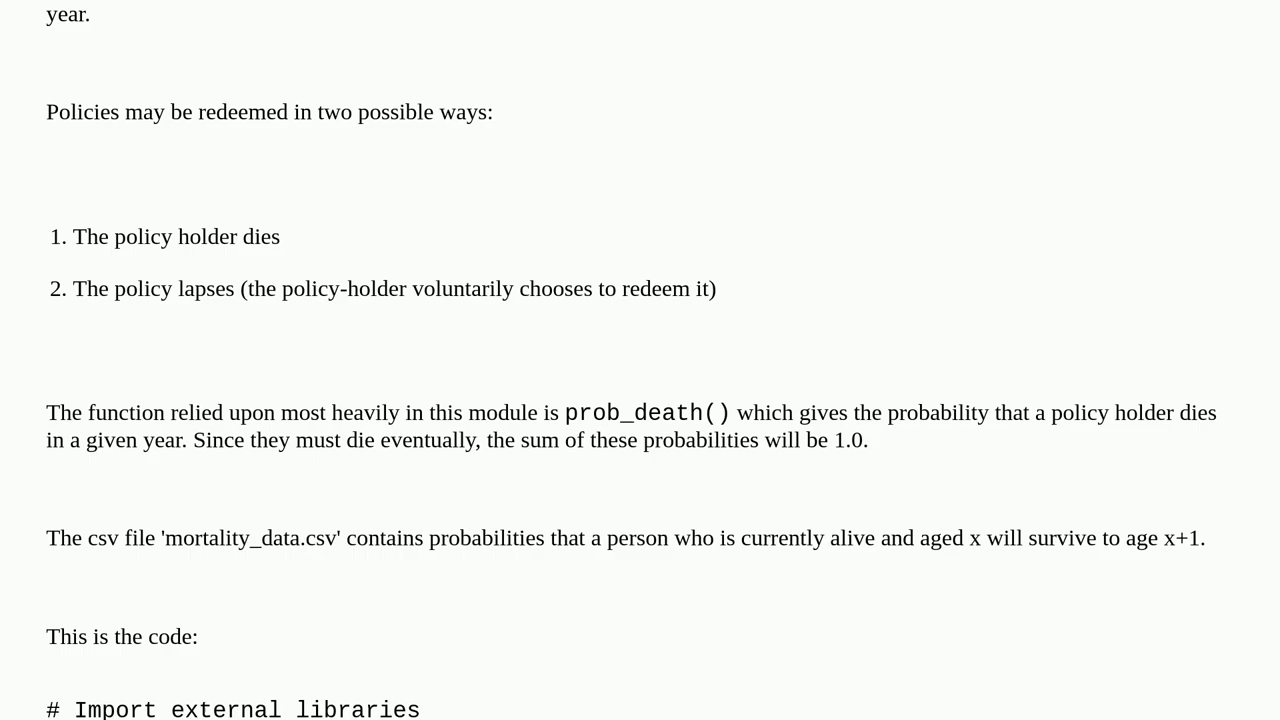 year.
Policies may be redeemed in two possible ways:
1. The policy holder dies
2. The policy lapses (the policy-holder voluntarily chooses to redeem it)
The function relied upon most heavily in this module is prob_death() which gives the probability that a policy holder dies
in a given year. Since they must die eventually, the sum of these probabilities will be 1.0.
The csv file 'mortality_data.csv' contains probabilities that a person who is currently alive and aged x will survive to age x+1.
This is the code:
# Import external libraries